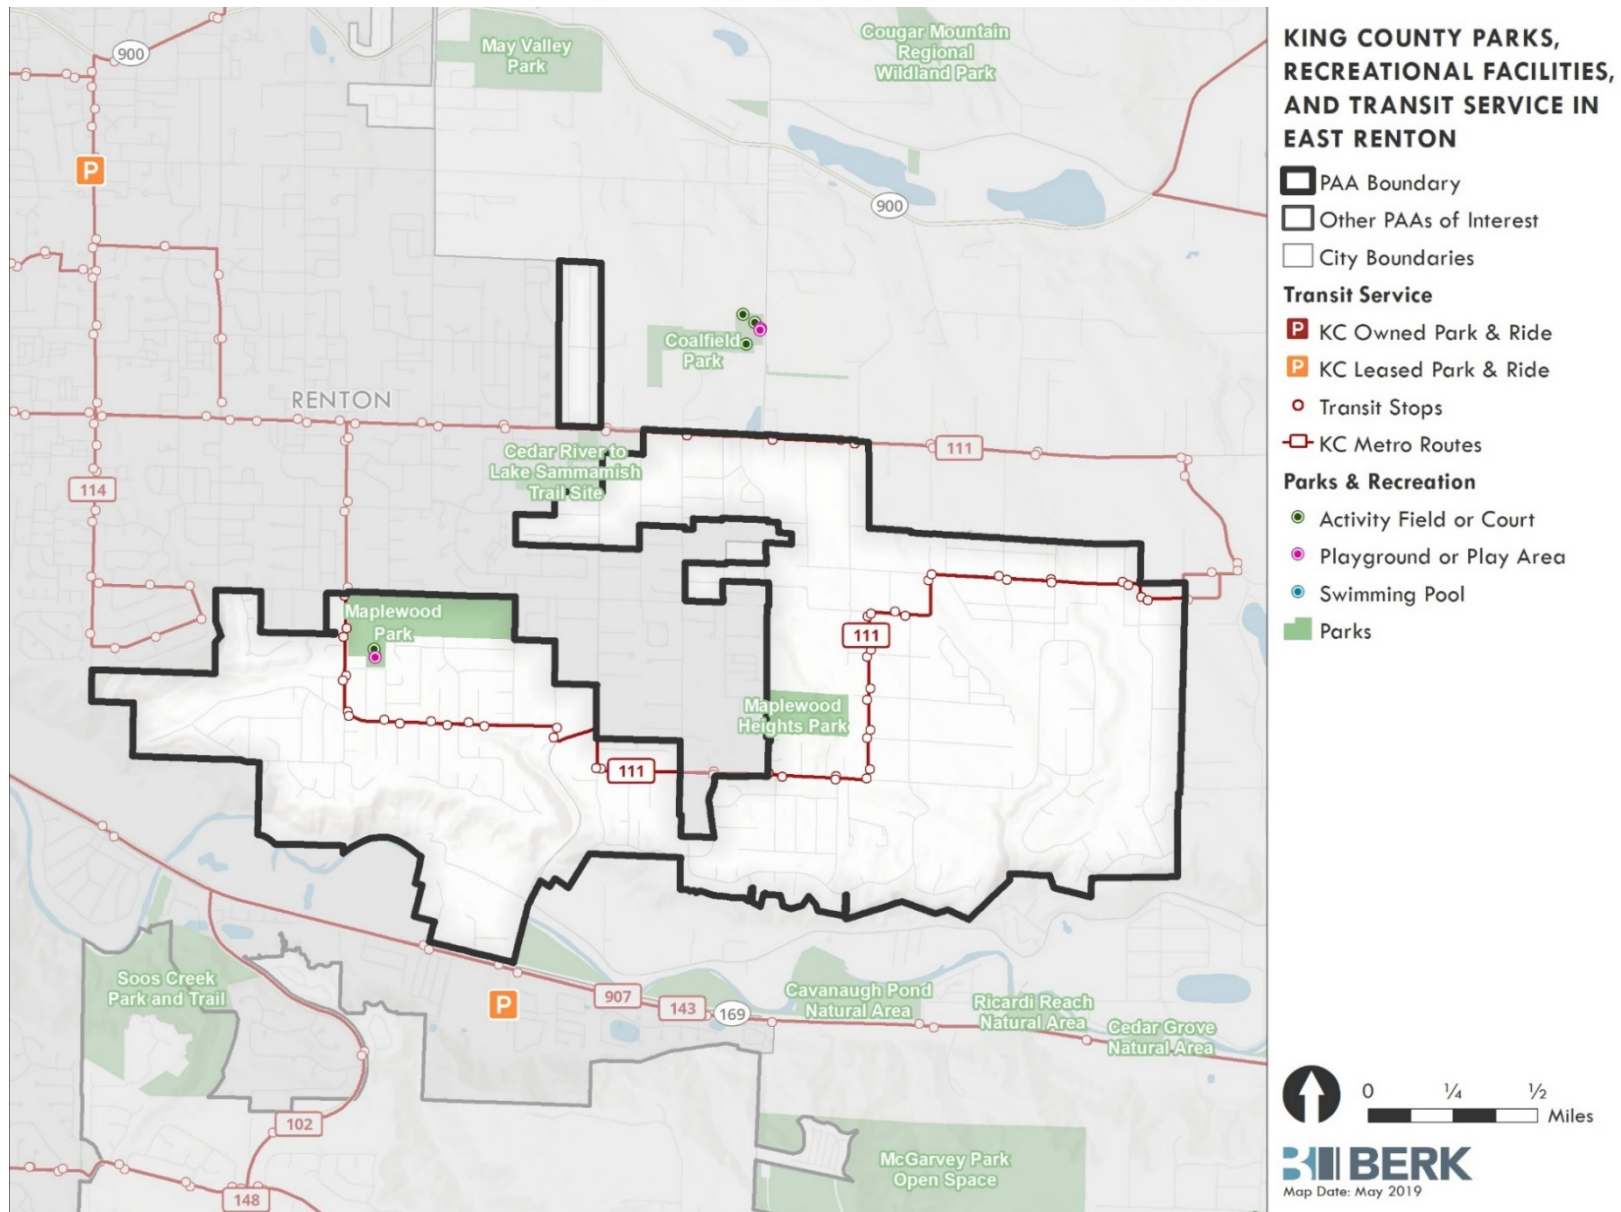 900
May Valley
Park
Cougar Mountain
Regional
Wildland Park
P
900
Coalfield
Park
RENTON
Cedar River to
Lake Sammamish
Trail Site
111
114
Maplewood
Park
111
Maplewood
Heights Park
111
Soos Creek
Park and Trail
P
907
143
169
Cavanaugh Pond
Natural Area
Ricardi Reach
Natural Area
Cedar Grove
Natural Area
102
148
McGarvey Park
Open Space
KING COUNTY PARKS,
RECREATIONAL FACILITIES,
AND TRANSIT SERVICE IN
EAST RENTON
PAA Boundary
Other PAAs of Interest
City Boundaries
Transit Service
P KC Owned Park & Ride
P KC Leased Park & Ride
Transit Stops
KC Metro Routes
Parks & Recreation
Activity Field or Court
Playground or Play Area
Swimming Pool
Parks
0 ¼ ½
Miles
BERK
Map Date: May 2019